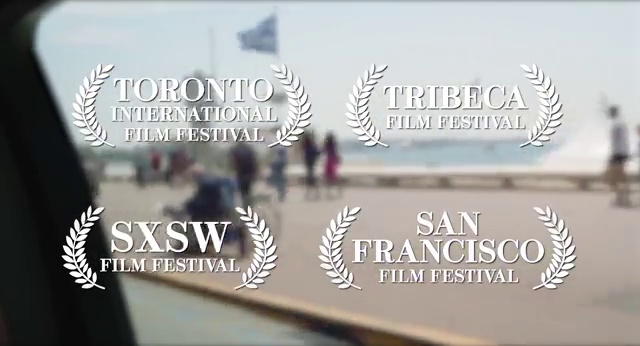 TORONTO
INTERNATIONAL
FILM FESTIVAL
TRIBECA
FILM FESTIVAL
SXSW
FILM FESTIVAL
SAN
FRANCISCO
FILM FESTIVAL